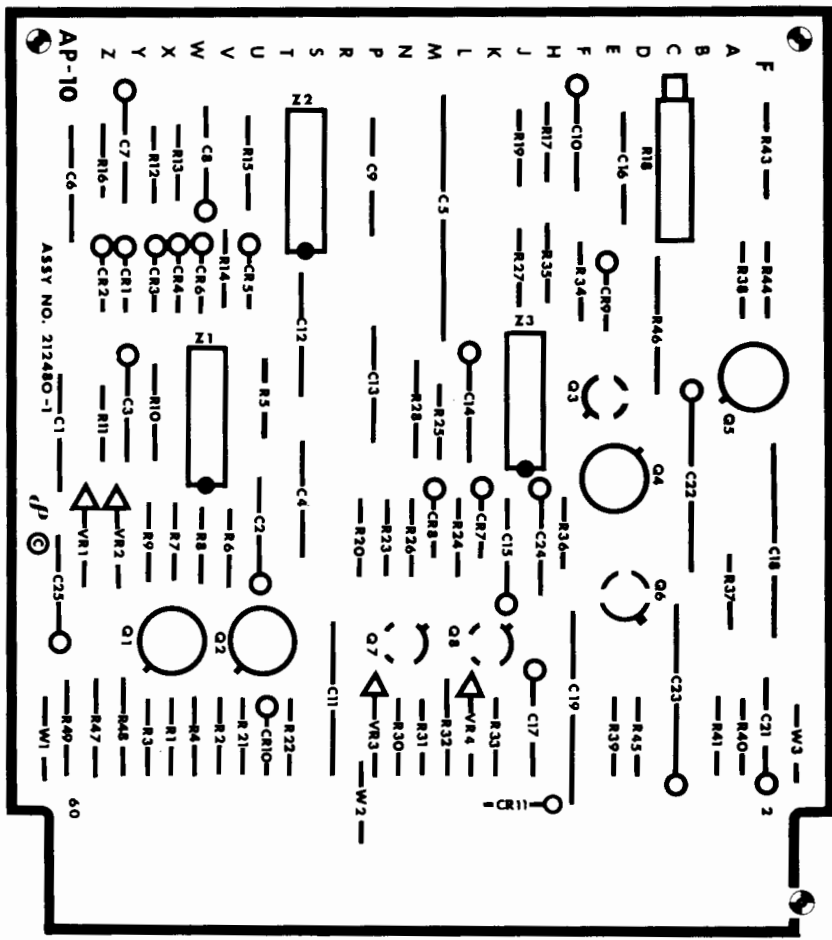 AP-10
Z Y X W V U T S R P N M L K J H F E D C B A F
C6
R16
C7
R12
R13
C8
R15
Z2
C9
C5
R19
R17
C10
C16
R18
R43
CR2
CR1
CR3
CR4
CR6
R14
CR5
C12
R27
R35
R34
CR9
R46
R38
R44
ASSY NO. 212480-1
C1
R11
C3
R10
Z1
R5
C4
C13
R28
R25
C14
Z3
Q3
Q4
C22
Q5
C18
VR1
VR2
R9
R7
R8
R6
C2
R20
R23
R26
CR8
R24
CR7
C15
C24
R36
R37
©
C25
Q1
Q2
C11
Q7
Q8
C17
C19
Q6
C23
W1
R49
R47
R48
R3
R1
R4
R2
R21
CR10
R22
VR3
R30
R31
R32
VR4
R33
R39
R45
R41
R40
C21
W3
60
W2
CR11
2